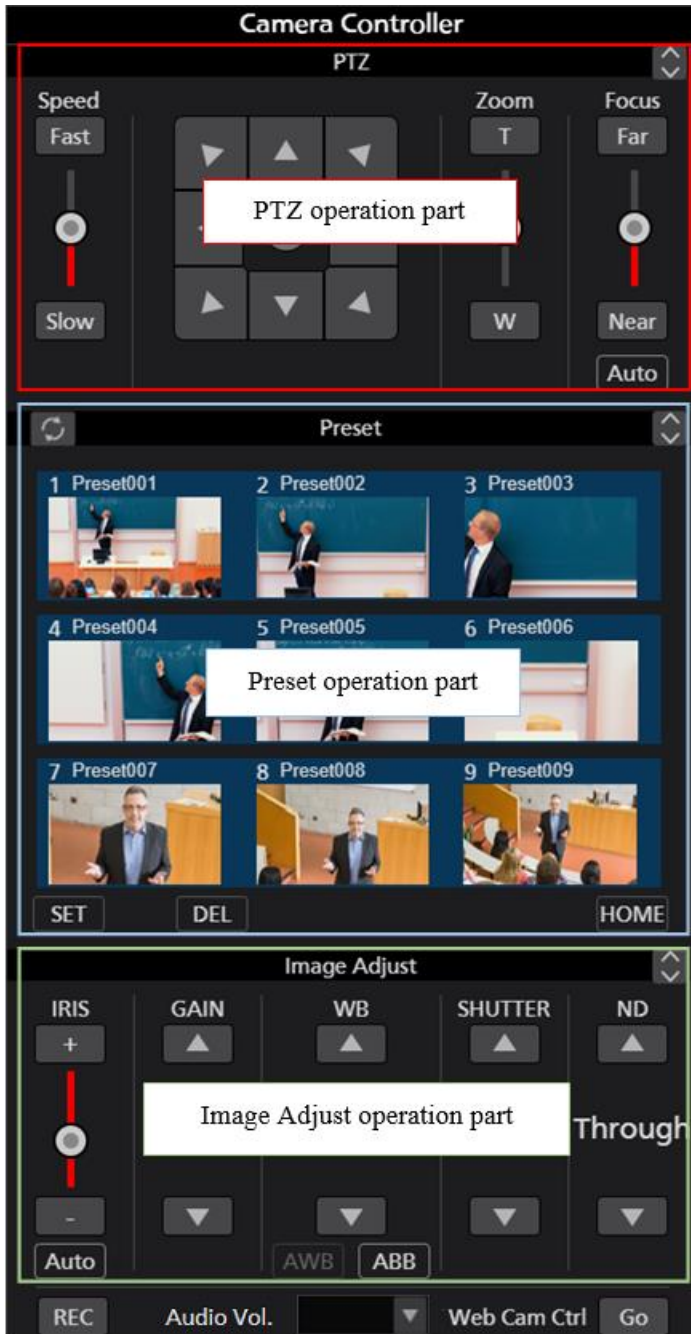 Camera Controller
PTZ
Speed Zoom Focus
Fast T Far
PTZ operation part
Slow W Near
Auto
Preset
1 Preset001 2 Preset002 3 Preset003
4 Preset004 5 Preset005 6 Preset006
Preset operation part
7 Preset007 8 Preset008 9 Preset009
SET DEL HOME
Image Adjust
IRIS GAIN WB SHUTTER ND
+
Image Adjust operation part
Through
-
Auto AWB ABB
REC Audio Vol. Web Cam Ctrl Go